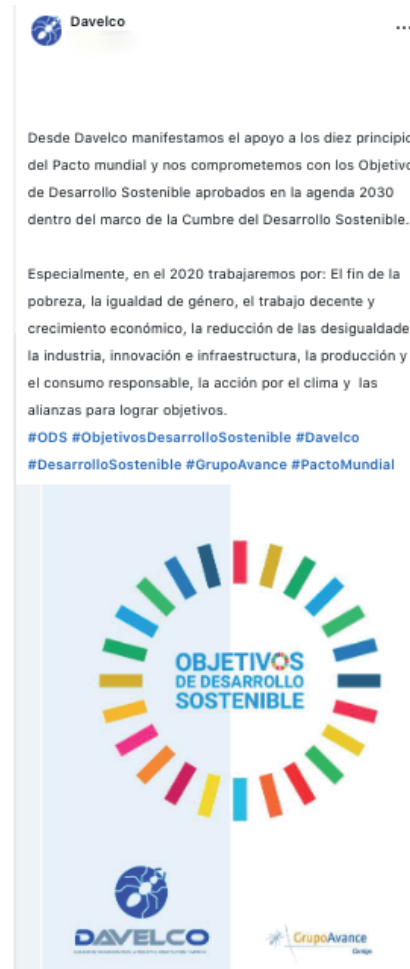 Davelco
Desde Davelco manifestamos el apoyo a los diez principio
del Pacto mundial y nos comprometemos con los Objetivo
de Desarrollo Sostenible aprobados en la agenda 2030
dentro del marco de la Cumbre del Desarrollo Sostenible.
Especialmente, en el 2020 trabajaremos por: El fin de la
pobreza, la igualdad de género, el trabajo decente y
crecimiento económico, la reducción de las desigualdade
la industria, innovación e infraestructura, la producción y
el consumo responsable, la acción por el clima y las
alianzas para lograr objetivos.
#ODS #ObjetivosDesarrolloSostenible #Davelco
#DesarrolloSostenible #GrupoAvance #PactoMundial
OBJETIVOS
DE DESARROLLO
SOSTENIBLE
DAVELCO
GrupoAvance
Contigo